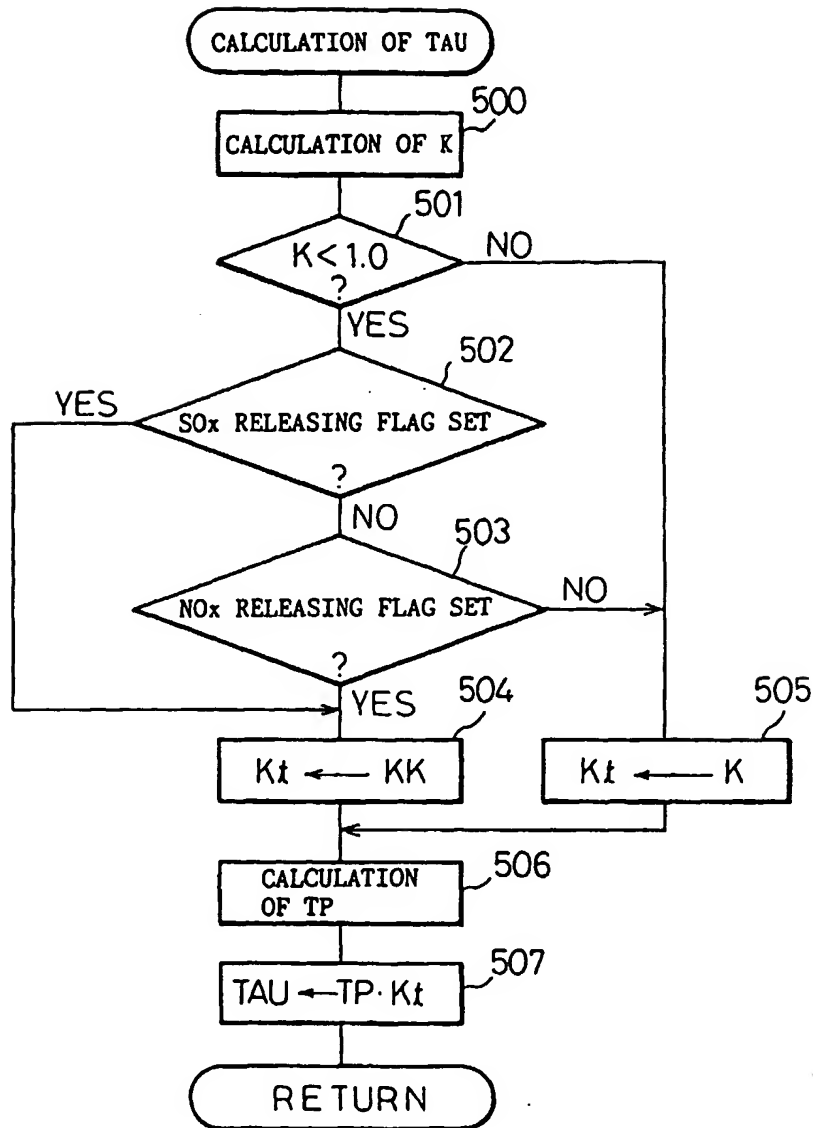 CALCULATION OF TAU
500
CALCULATION OF K
501
K < 1.0
?
NO
YES
502
YES
SOx RELEASING FLAG SET
?
NO
503
NOx RELEASING FLAG SET
?
NO
YES
504
Kt ← KK
505
Kt ← K
506
CALCULATION
OF TP
507
TAU ← TP · Kt
RETURN